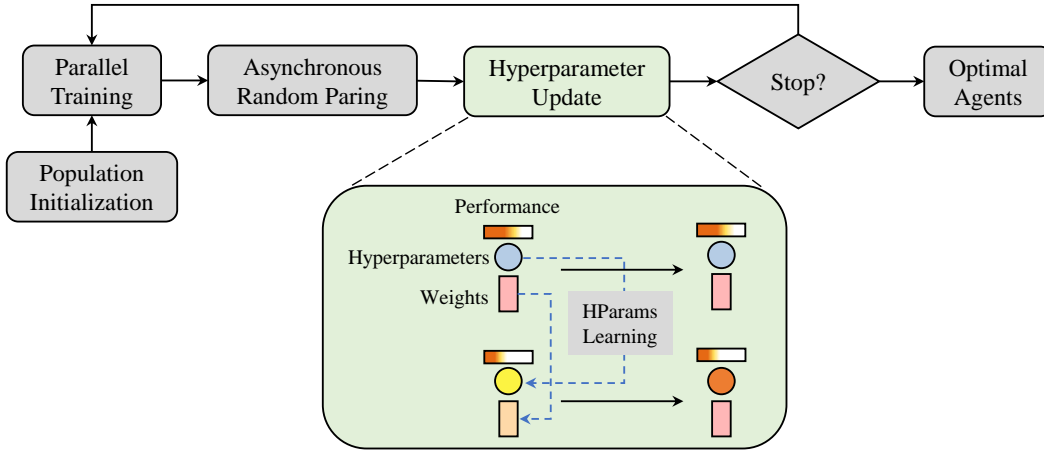 Parallel
Training
Asynchronous
Random Paring
Hyperparameter
Update
Stop?
Optimal
Agents
Population
Initialization
Performance
Hyperparameters
Weights
HParams
Learning